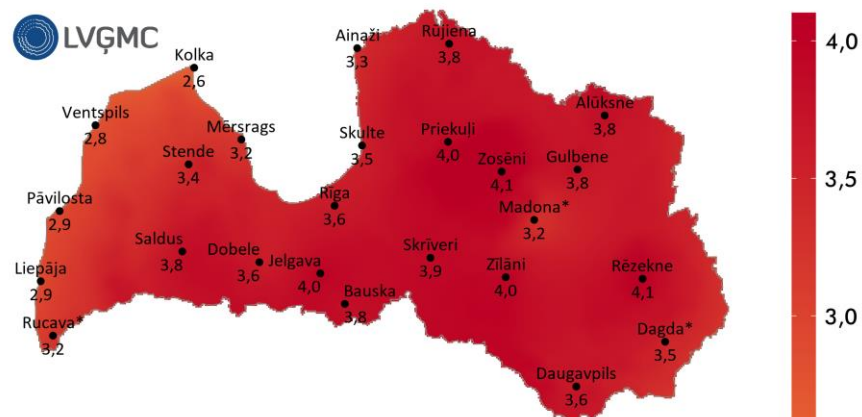 LVĢMC
Kolka
2,6
Ainaži
3,3
Rūjiena
3,8
4,0
Ventspils
2,8
Mērsrags
3,2
Stende
3,4
Skulte
3,5
Priekuļi
4,0
Alūksne
3,8
Zosēni
4,1
Gulbene
3,8
3,5
Pāvilosta
2,9
Rīga
3,6
Madona*
3,2
Saldus
3,8
Dobele
3,6
Jelgava
4,0
Skrīveri
3,9
Zīlāni
4,0
Rēzekne
4,1
Liepāja
2,9
Bauska
3,8
3,0
Rucava*
3,2
Dagda*
3,5
Daugavpils
3,6